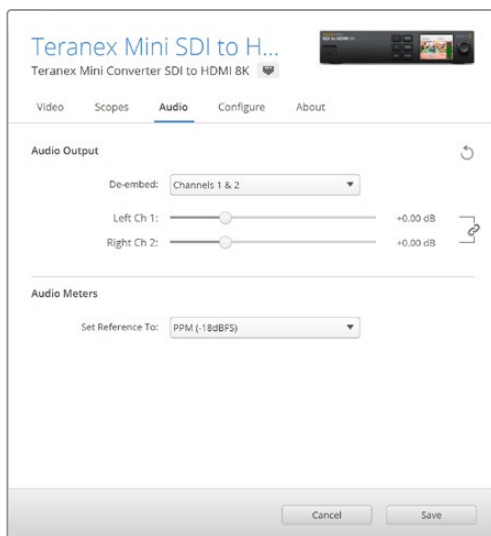 Teranex Mini SDI to H...
Teranex Mini Converter SDI to HDMI 8K
Video Scopes Audio Configure About
Audio Output
De-embed: Channels 1 & 2
Left Ch 1: +0.00 dB
Right Ch 2: +0.00 dB
Audio Meters
Set Reference To: PPM (-18dBFS)
Cancel Save